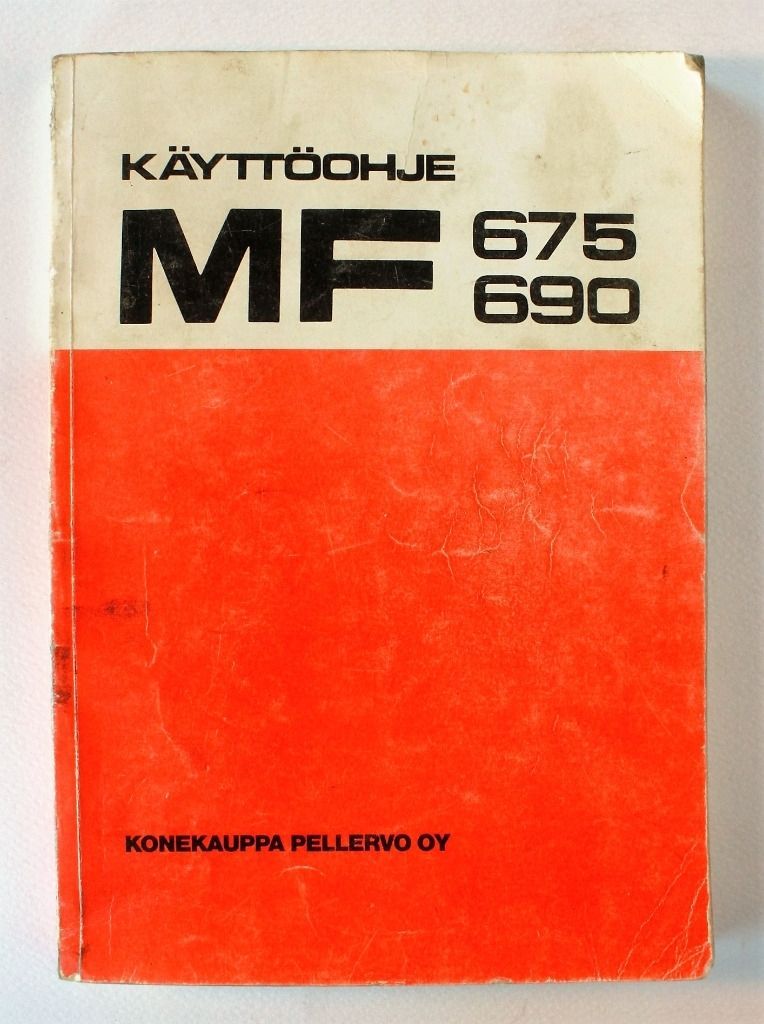 KÄYTTÖOHJE
MF 675
690
KONEKAUPPA PELLERVO OY